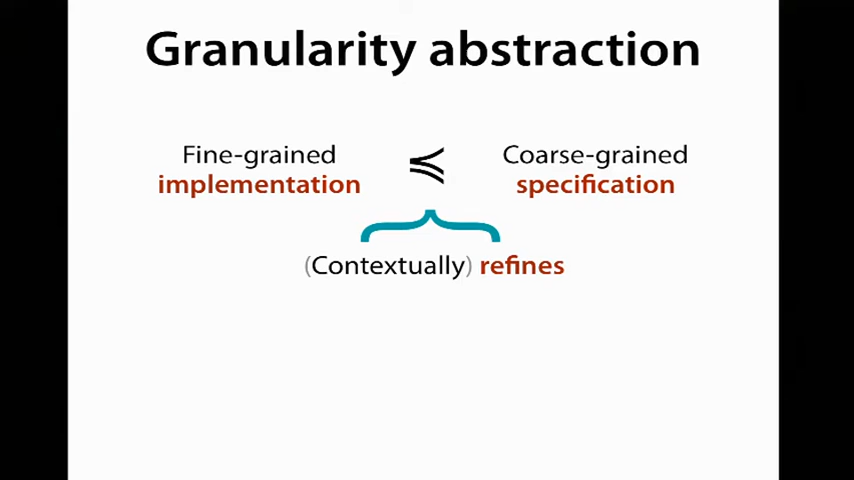 Granularity abstraction
Fine-grained ≼ Coarse-grained
implementation specification
(Contextually) refines